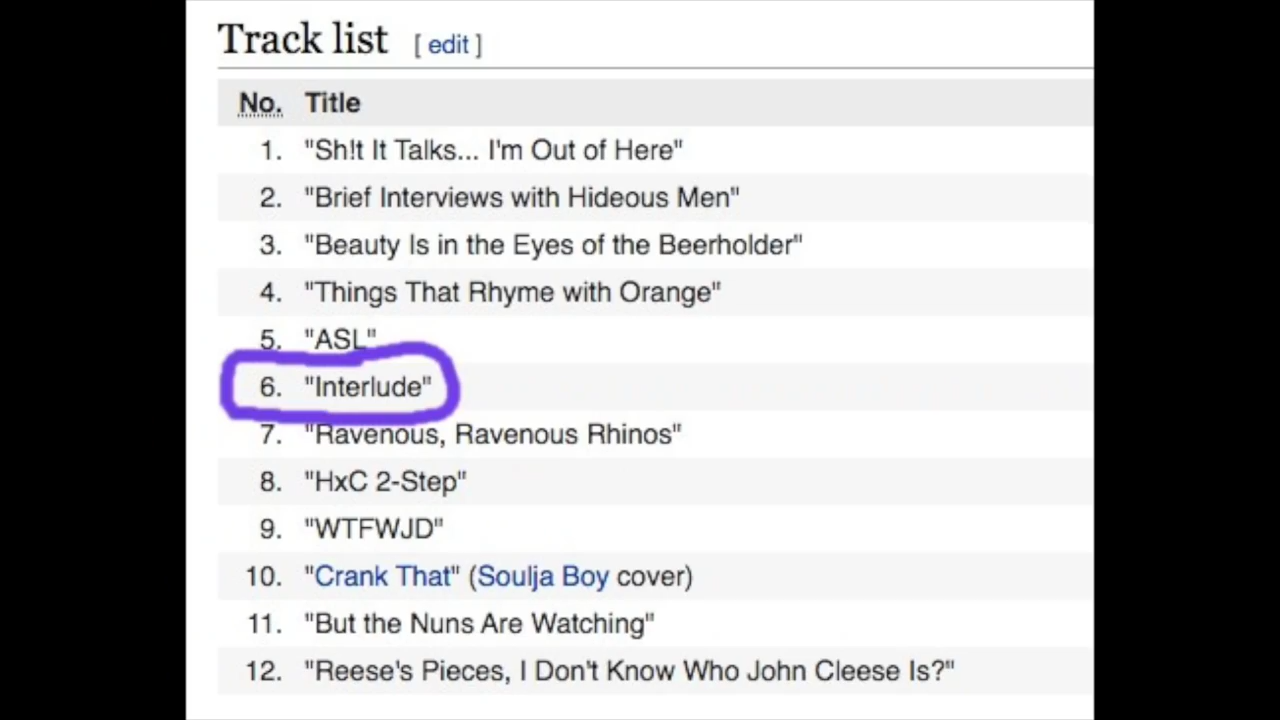 Track list [ edit ]
No. Title
1. "Sh!t It Talks... I'm Out of Here"
2. "Brief Interviews with Hideous Men"
3. "Beauty Is in the Eyes of the Beerholder"
4. "Things That Rhyme with Orange"
5. "ASL"
6. "Interlude"
7. "Ravenous, Ravenous Rhinos"
8. "HxC 2-Step"
9. "WTFWJD"
10. "Crank That" (Soulja Boy cover)
11. "But the Nuns Are Watching"
12. "Reese's Pieces, I Don't Know Who John Cleese Is?"